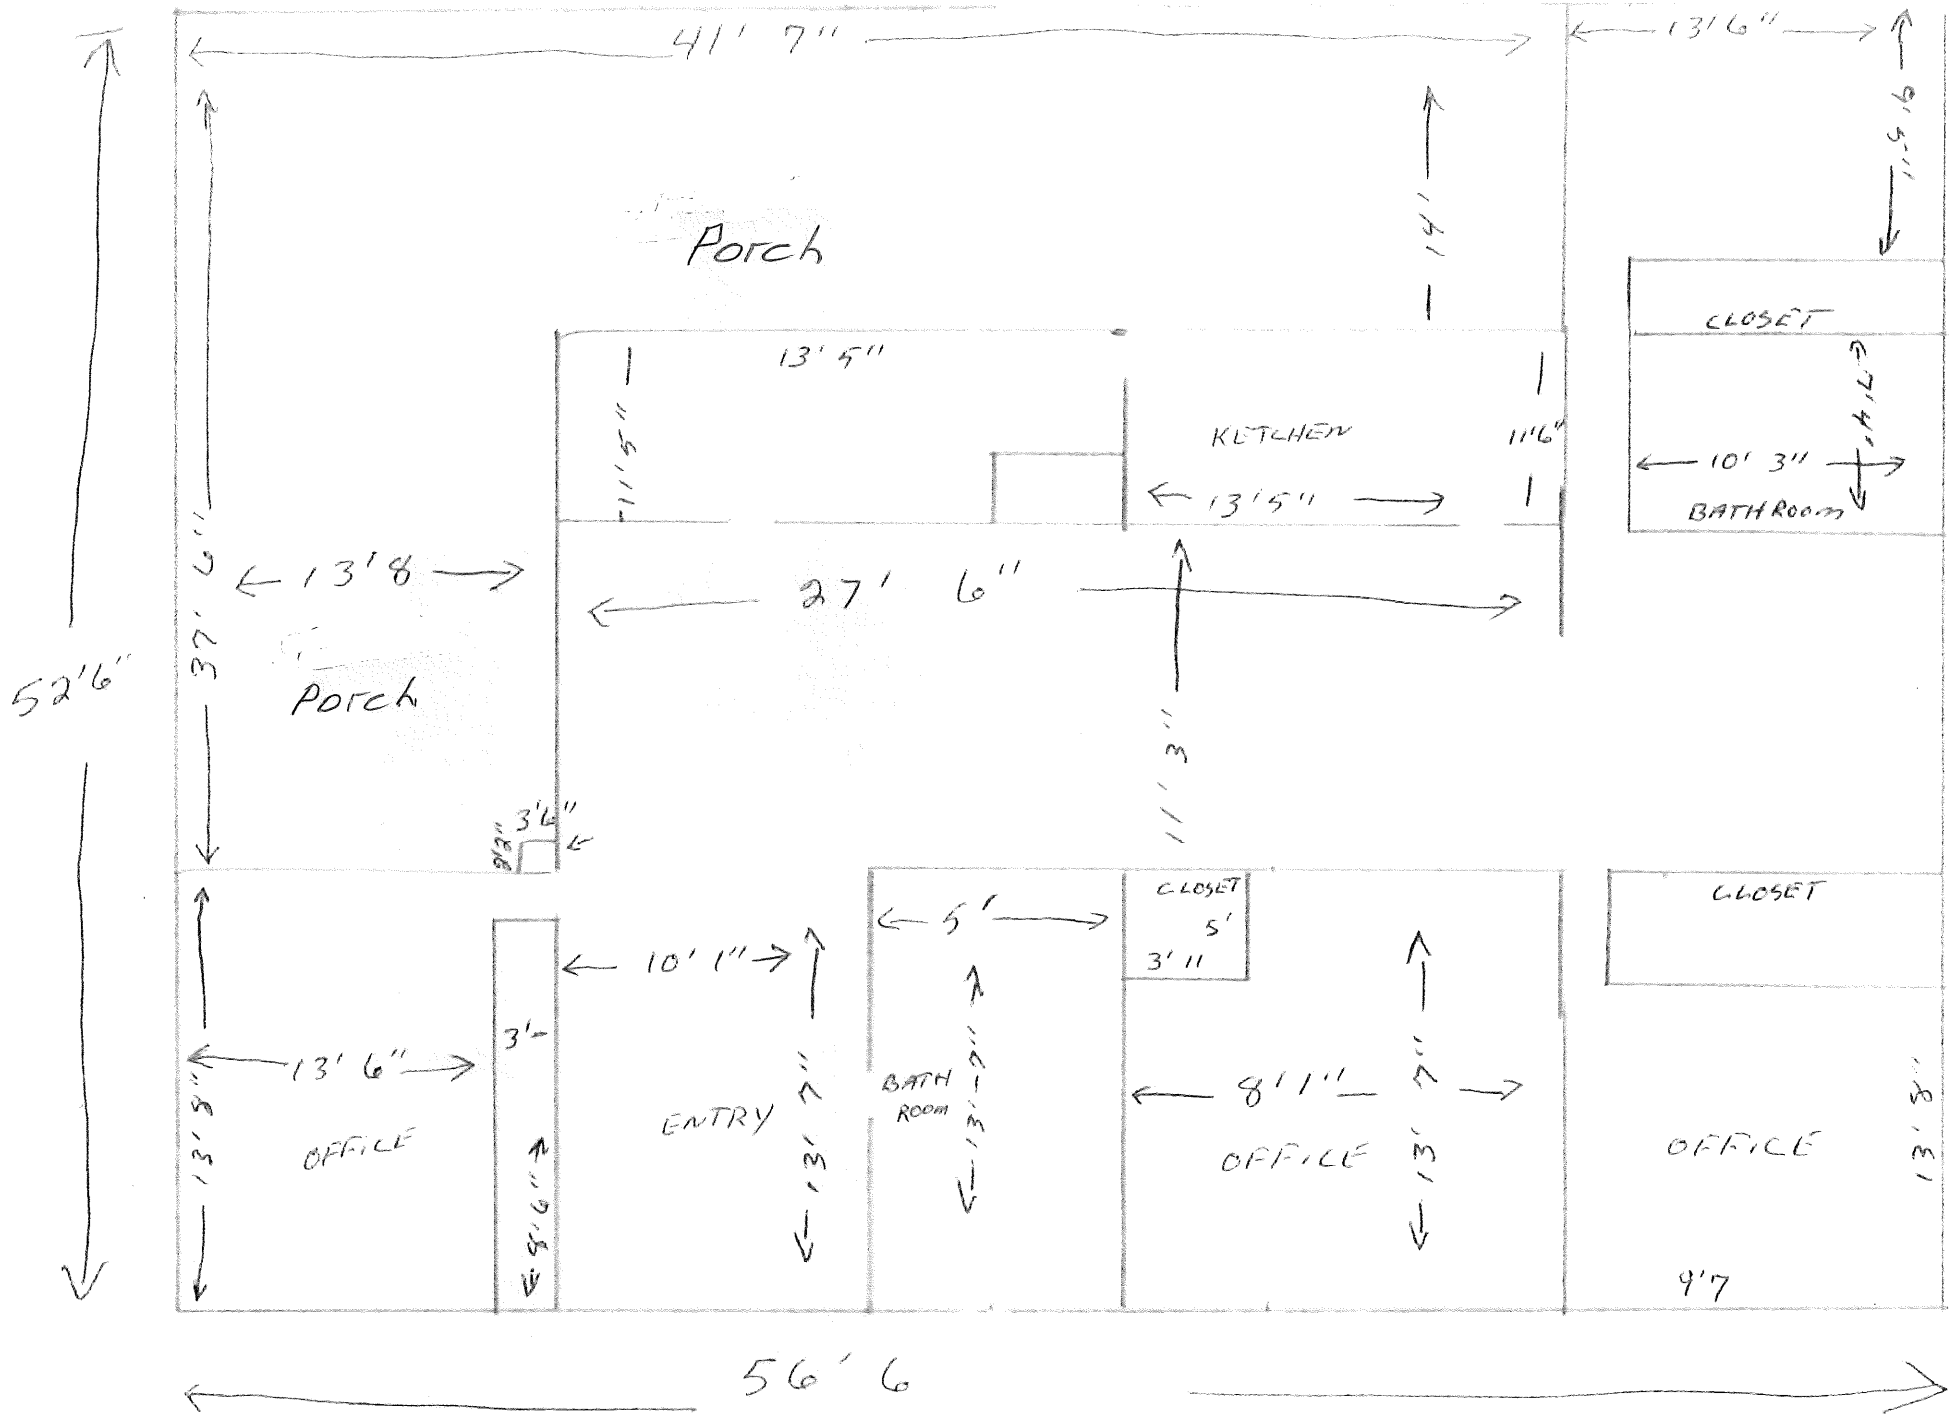 41' 7"
13'6"
9'5"
Porch
14'
CLOSET
13'5"
11'5"
KETCHEN
11'6"
13'5"
10' 3"
BATHROOM
13'8
27' 6"
37' 6"
52'6"
Porch
11' 3"
3'6"
2'2"
CLOSET
5'
3'11
CLOSET
5'
10' 1"
3'-
13' 6"
13' 8"
OFFICE
8'6"
ENTRY
13' 7"
BATH
ROOM
13'-7"
8'1"
OFFICE
13' 7"
OFFICE
13' 8"
9'7
56' 6